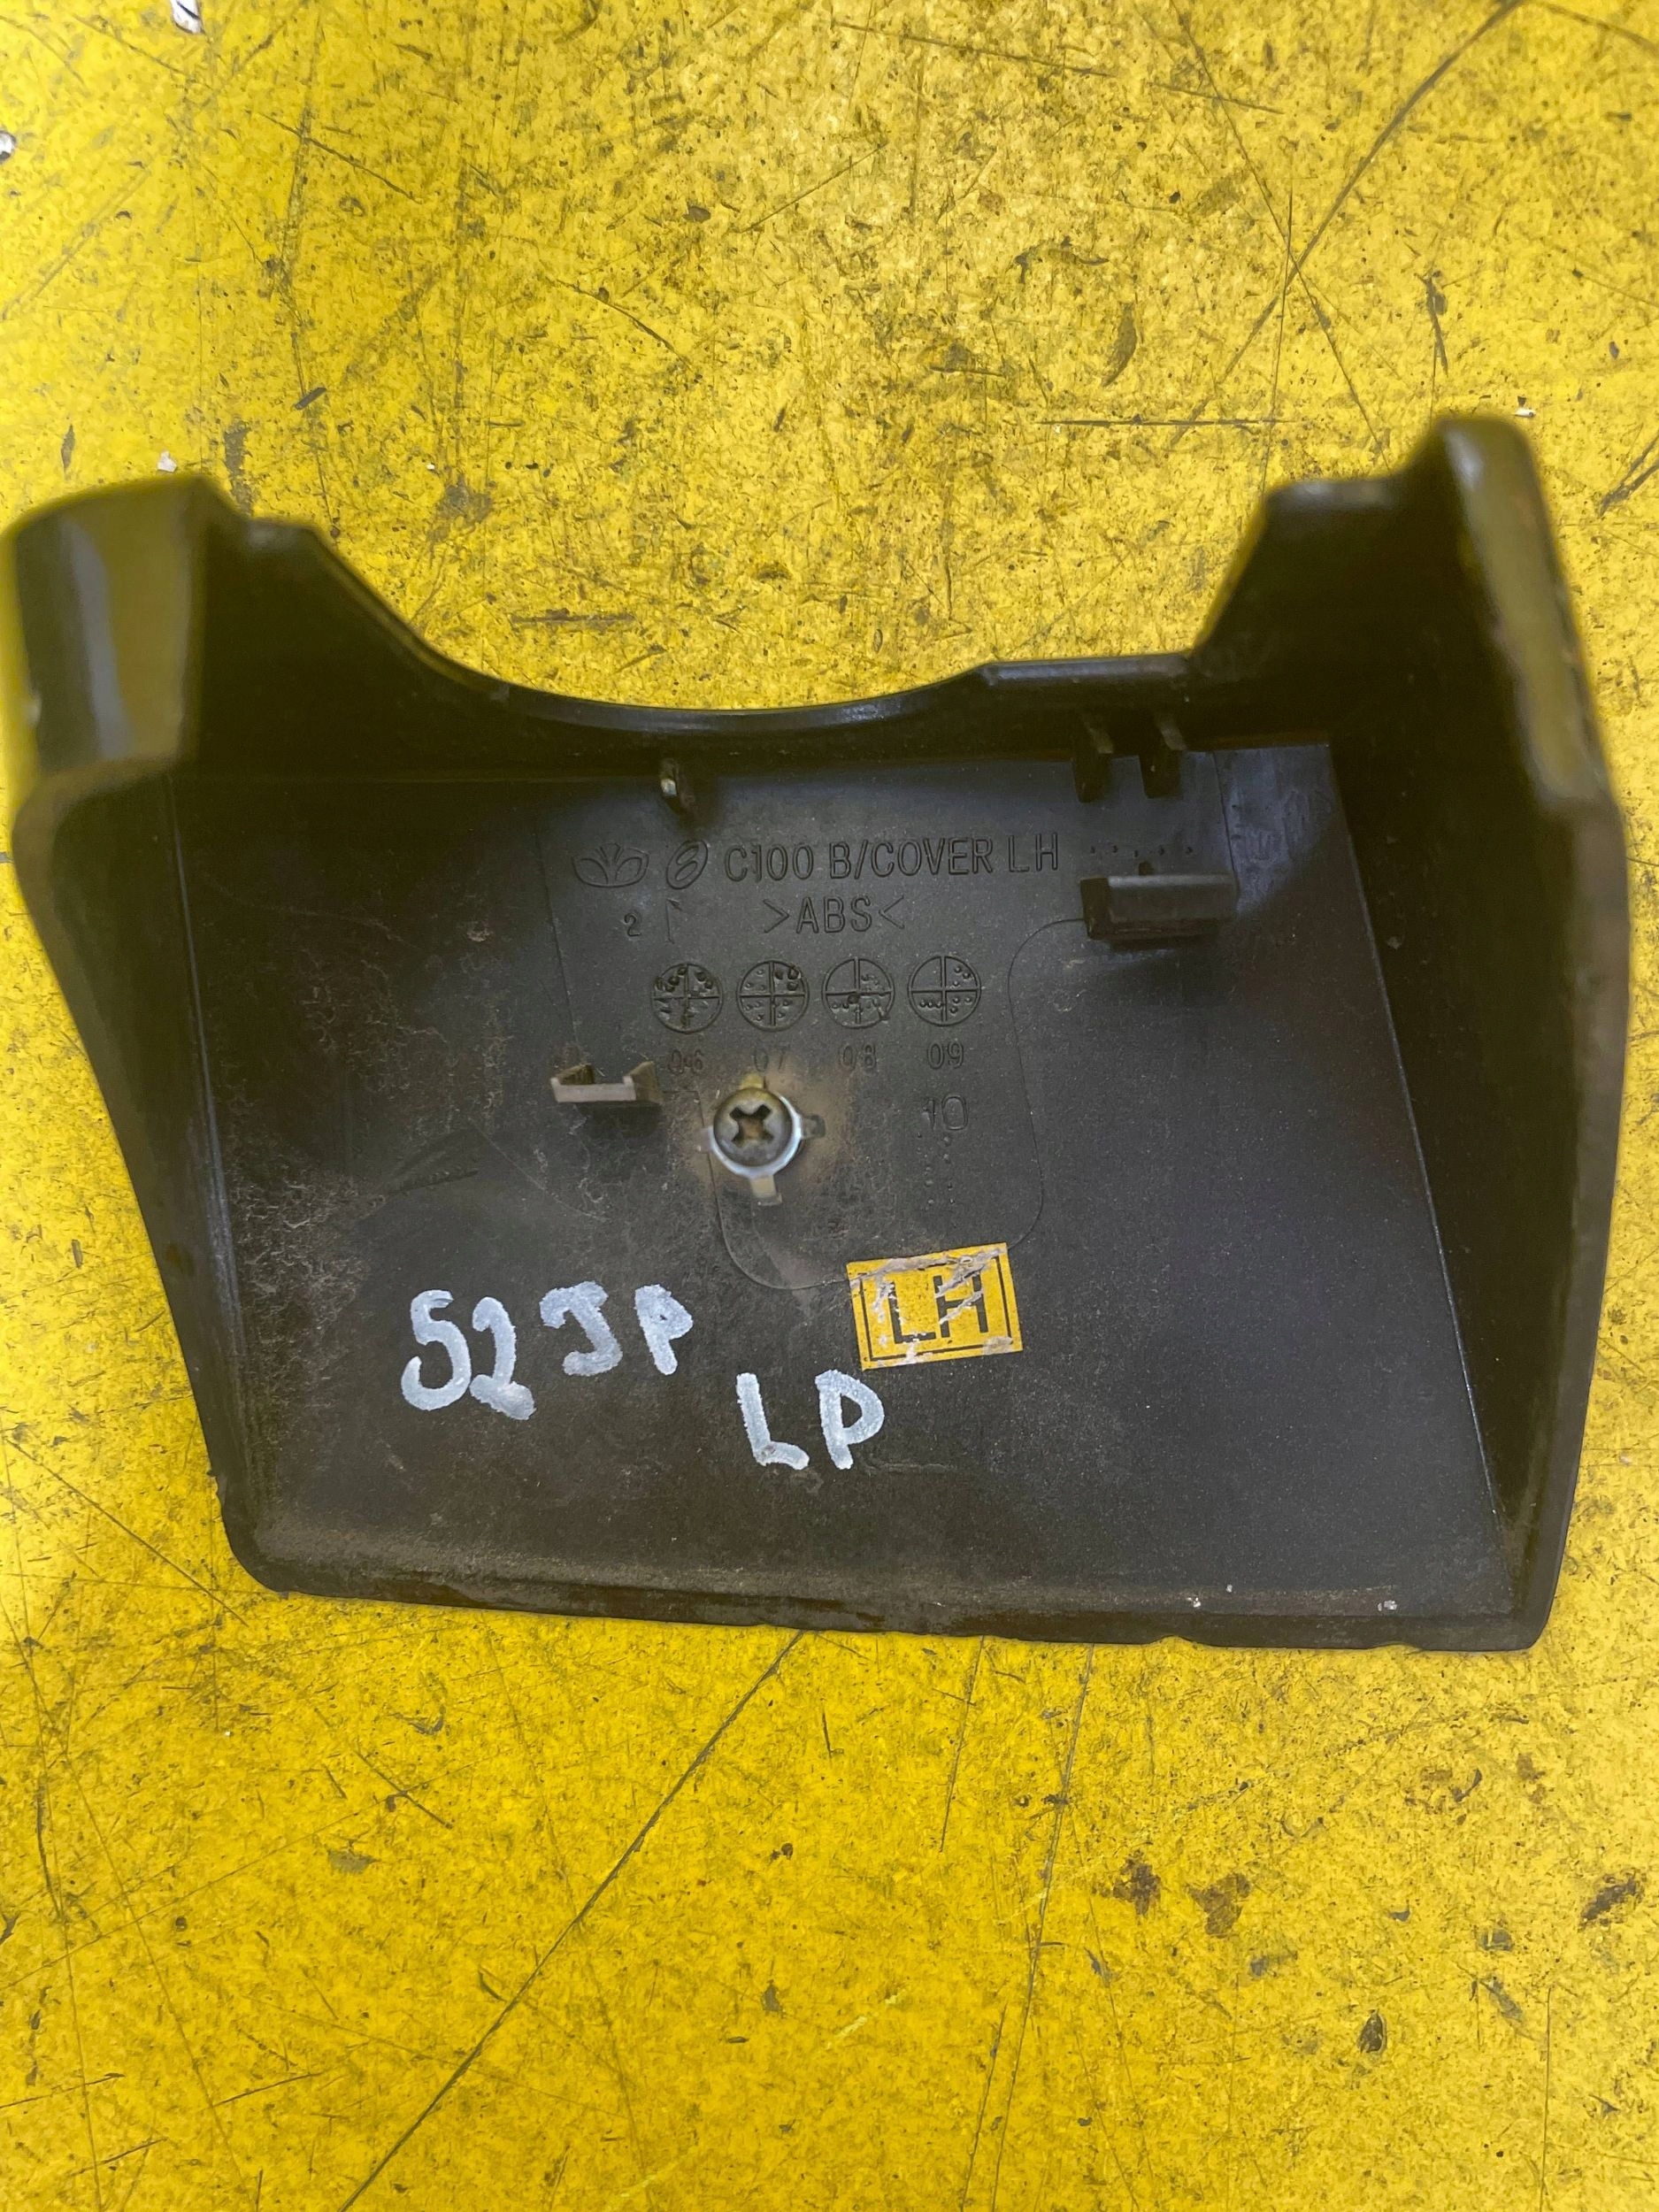 C100 B/COVER LH
2 >ABS<
06 07 08 09
10
LH
52JP
LP